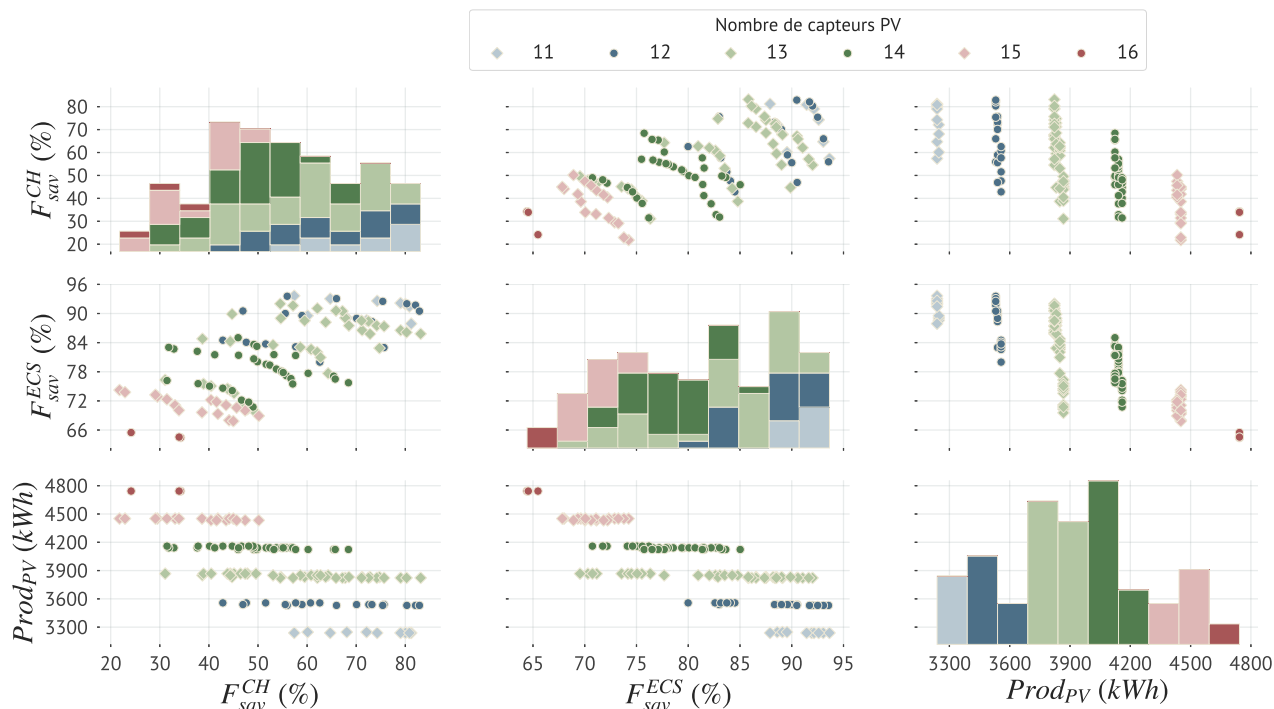 Nombre de capteurs PV
11 12 13 14 15 16
F_sav^CH (%)
80
70
60
50
40
30
20
F_sav^ECS (%)
96
90
84
78
72
66
Prod_PV (kWh)
4800
4500
4200
3900
3600
3300
20 30 40 50 60 70 80
65 70 75 80 85 90 95
3300 3600 3900 4200 4500 4800
F_sav^CH (%)
F_sav^ECS (%)
Prod_PV (kWh)